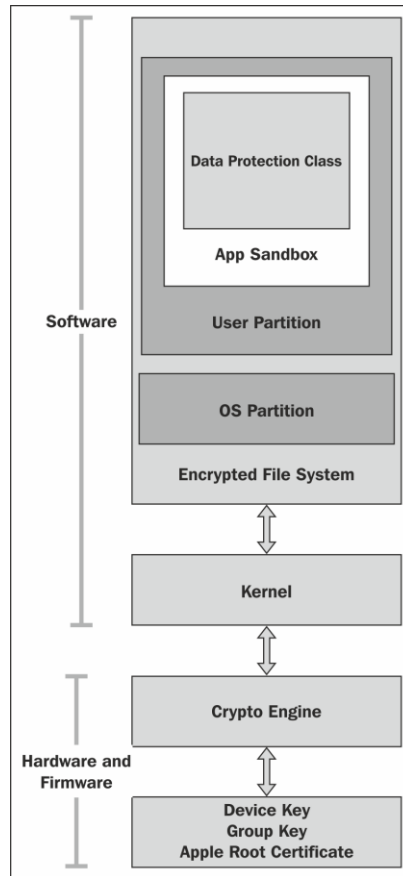 Data Protection Class
App Sandbox
User Partition
Software
OS Partition
Encrypted File System
Kernel
Crypto Engine
Hardware and
Firmware
Device Key
Group Key
Apple Root Certificate